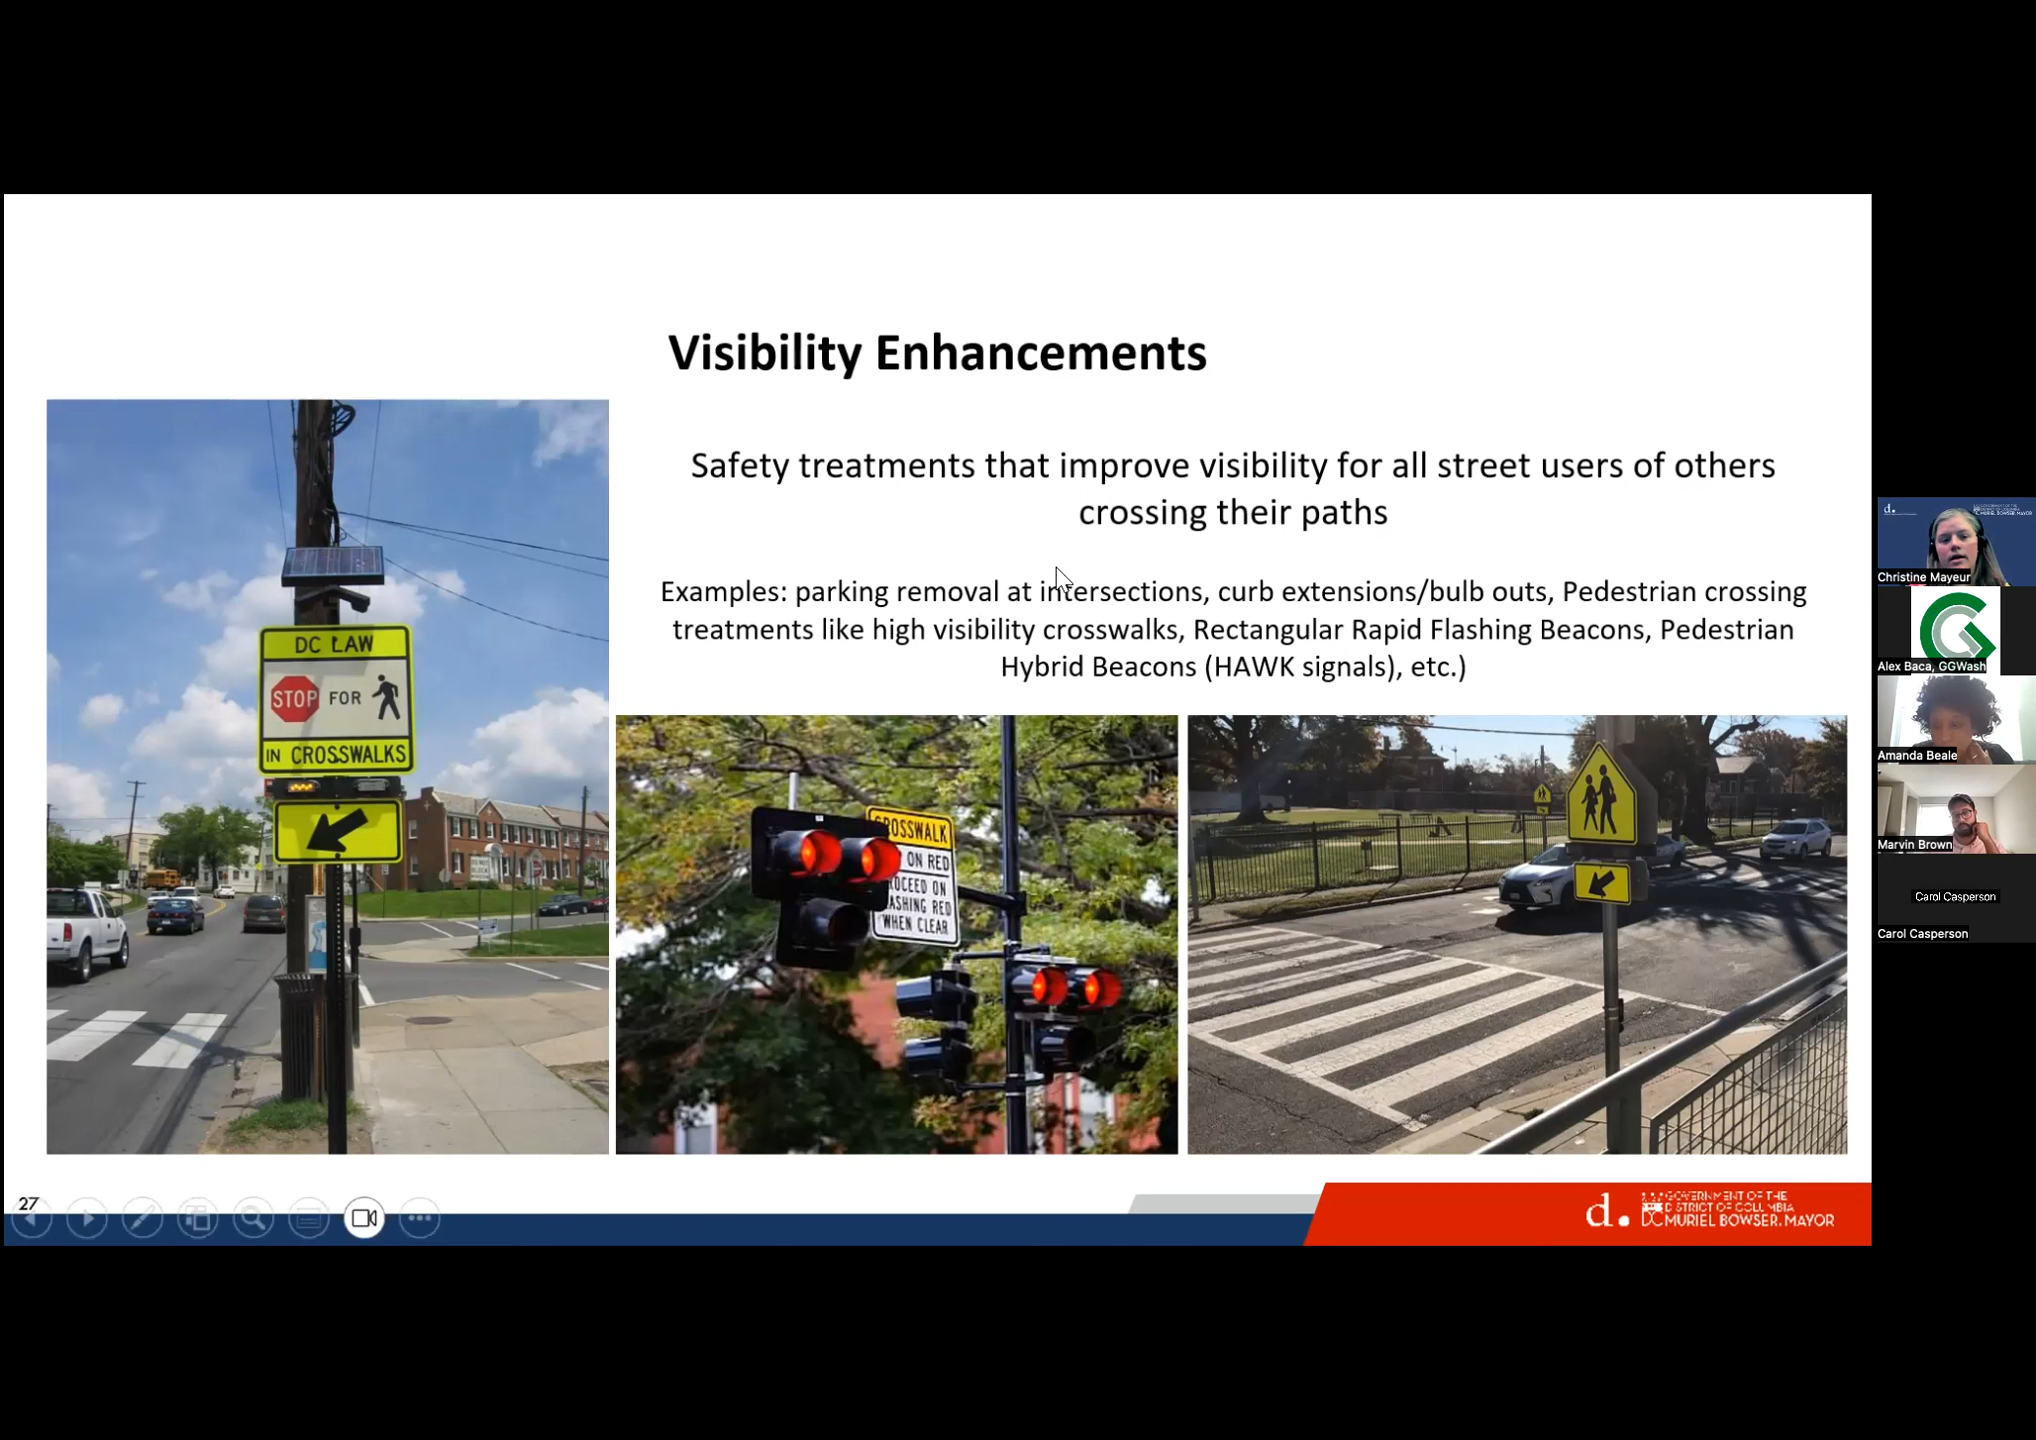 Visibility Enhancements
Safety treatments that improve visibility for all street users of others
crossing their paths
Examples: parking removal at intersections, curb extensions/bulb outs, Pedestrian crossing
treatments like high visibility crosswalks, Rectangular Rapid Flashing Beacons, Pedestrian
Hybrid Beacons (HAWK signals), etc.)
DC LAW
STOP FOR
IN CROSSWALKS
CROSSWALK
ON RED
ON
RED
WHEN CLEAR
27
d.
GOVERNMENT OF THE
DISTRICT OF COLUMBIA
DC MURIEL BOWSER, MAYOR
d.
MURIEL BOWSER, MAYOR
Christine Mayeur
Alex Baca, GGWash
Amanda Beale
Marvin Brown
Carol Casperson
Carol Casperson